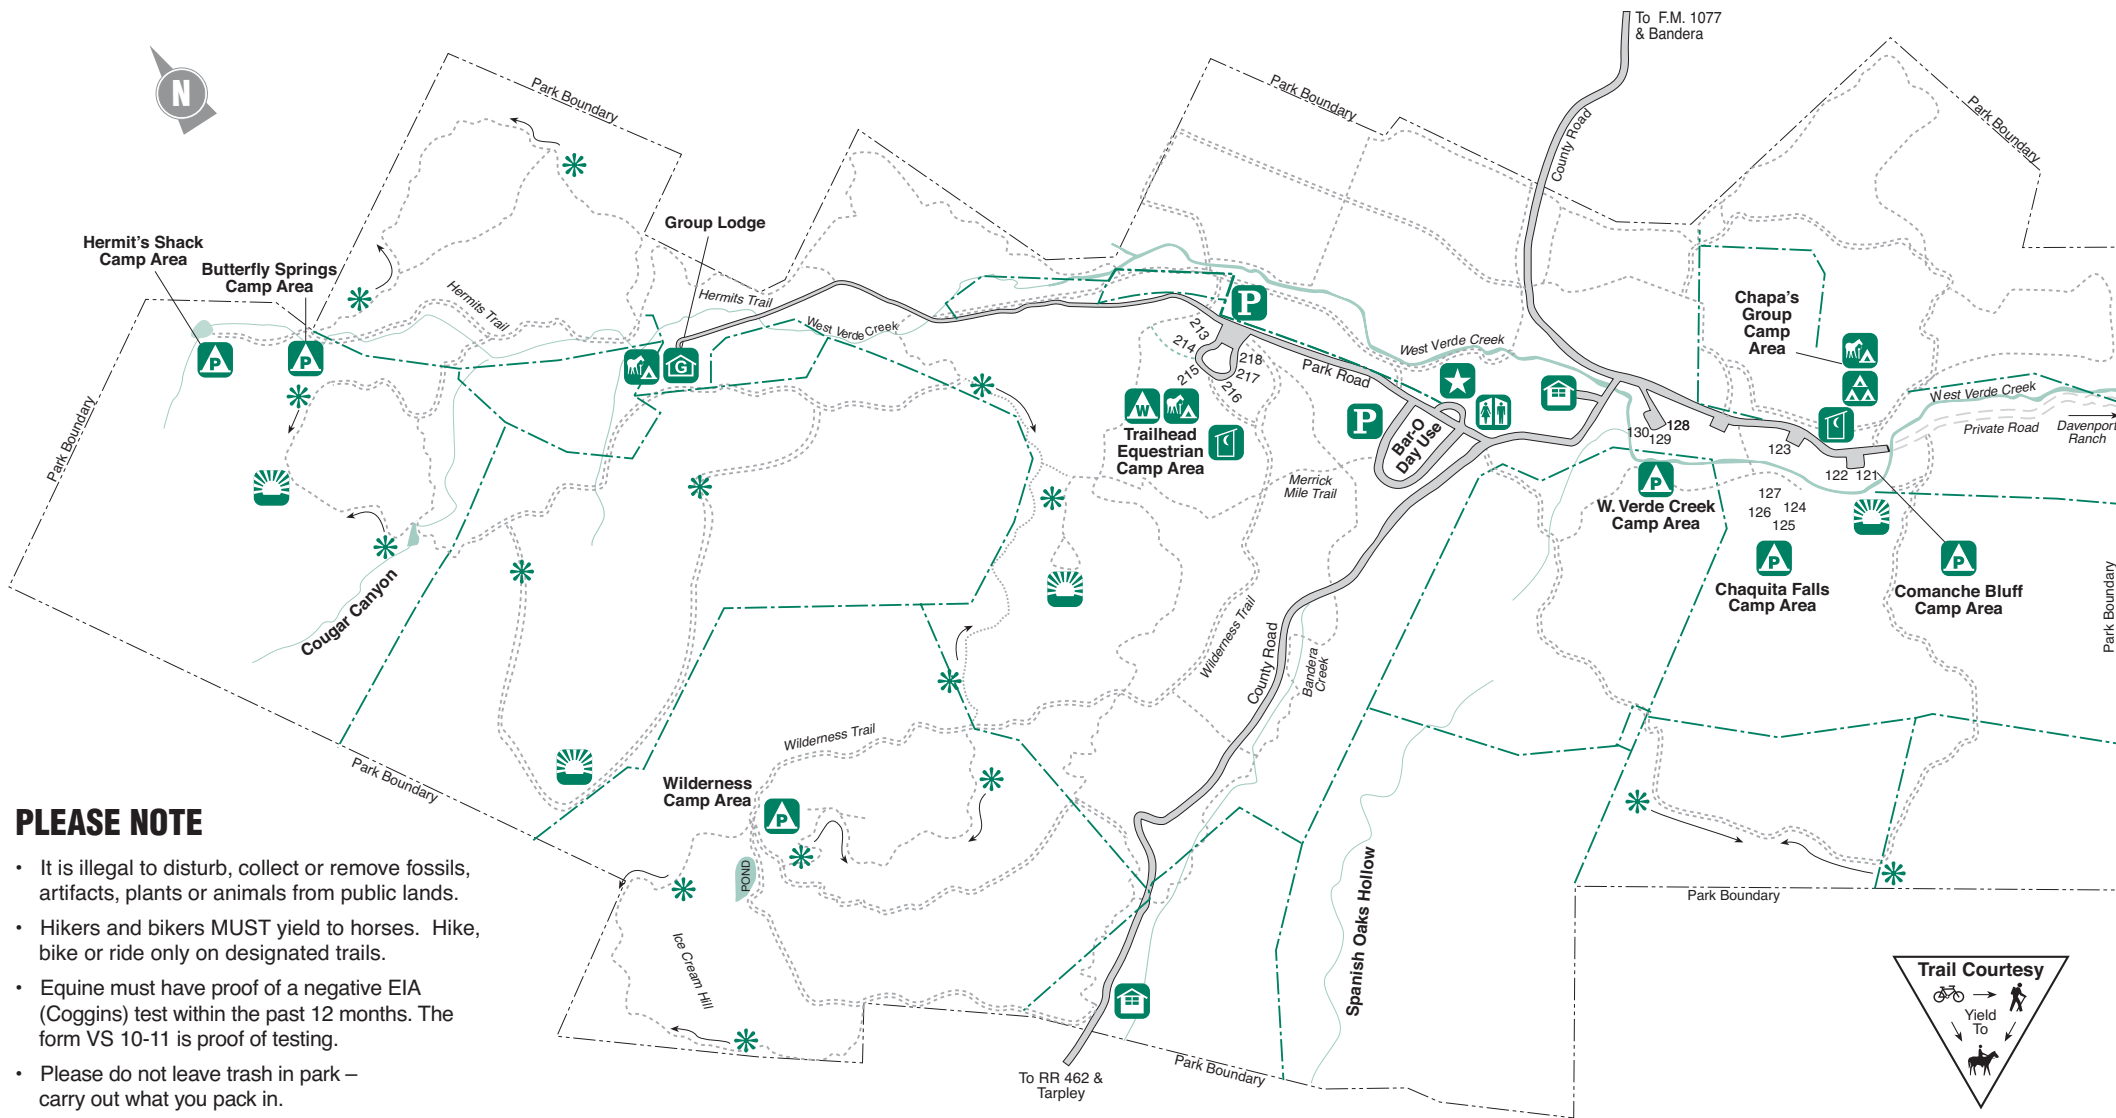 To F.M. 1077
& Bandera
N
Park Boundary
Park Boundary
Park Boundary
County Road
Group Lodge
Hermit's Shack
Camp Area
Butterfly Springs
Camp Area
Hermits Trail
Hermits Trail
West Verde Creek
P
P
P
G
213
214
215
216
217
218
Park Road
West Verde Creek
Chapa's
Group
Camp
Area
West Verde Creek
Private Road
Davenport
Ranch
W
Trailhead
Equestrian
Camp Area
P
Bar-O
Day Use
Merrick
Mile Trail
130
128
129
123
122
121
P
W. Verde Creek
Camp Area
127
126
124
125
P
Chaquita Falls
Camp Area
P
Comanche Bluff
Camp Area
Park Boundary
Park Boundary
Cougar Canyon
Wilderness Trail
County Road
Bandera
Creek
Wilderness Trail
Park Boundary
Wilderness
Camp Area
P
POND
Ice Cream Hill
Spanish Oaks Hollow
Park Boundary
To RR 462 &
Tarpley
Park Boundary
PLEASE NOTE
• It is illegal to disturb, collect or remove fossils,
artifacts, plants or animals from public lands.
• Hikers and bikers MUST yield to horses. Hike,
bike or ride only on designated trails.
• Equine must have proof of a negative EIA
(Coggins) test within the past 12 months. The
form VS 10-11 is proof of testing.
• Please do not leave trash in park –
carry out what you pack in.
Trail Courtesy
Yield
To